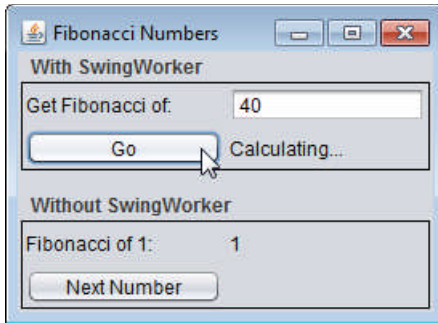 Fibonacci Numbers
With SwingWorker
Get Fibonacci of: 40
Go Calculating...
Without SwingWorker
Fibonacci of 1: 1
Next Number